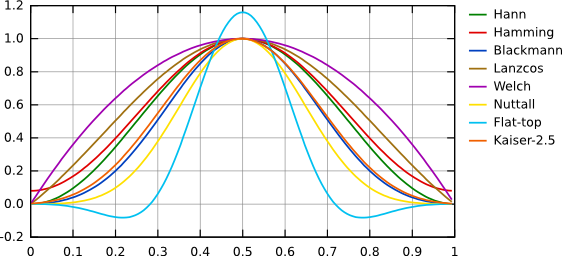 1.2
1.0
0.8
0.6
0.4
0.2
0.0
-0.2
0
0.1
0.2
0.3
0.4
0.5
0.6
0.7
0.8
0.9
1
Hann
Hamming
Blackmann
Lanzcos
Welch
Nuttall
Flat-top
Kaiser-2.5